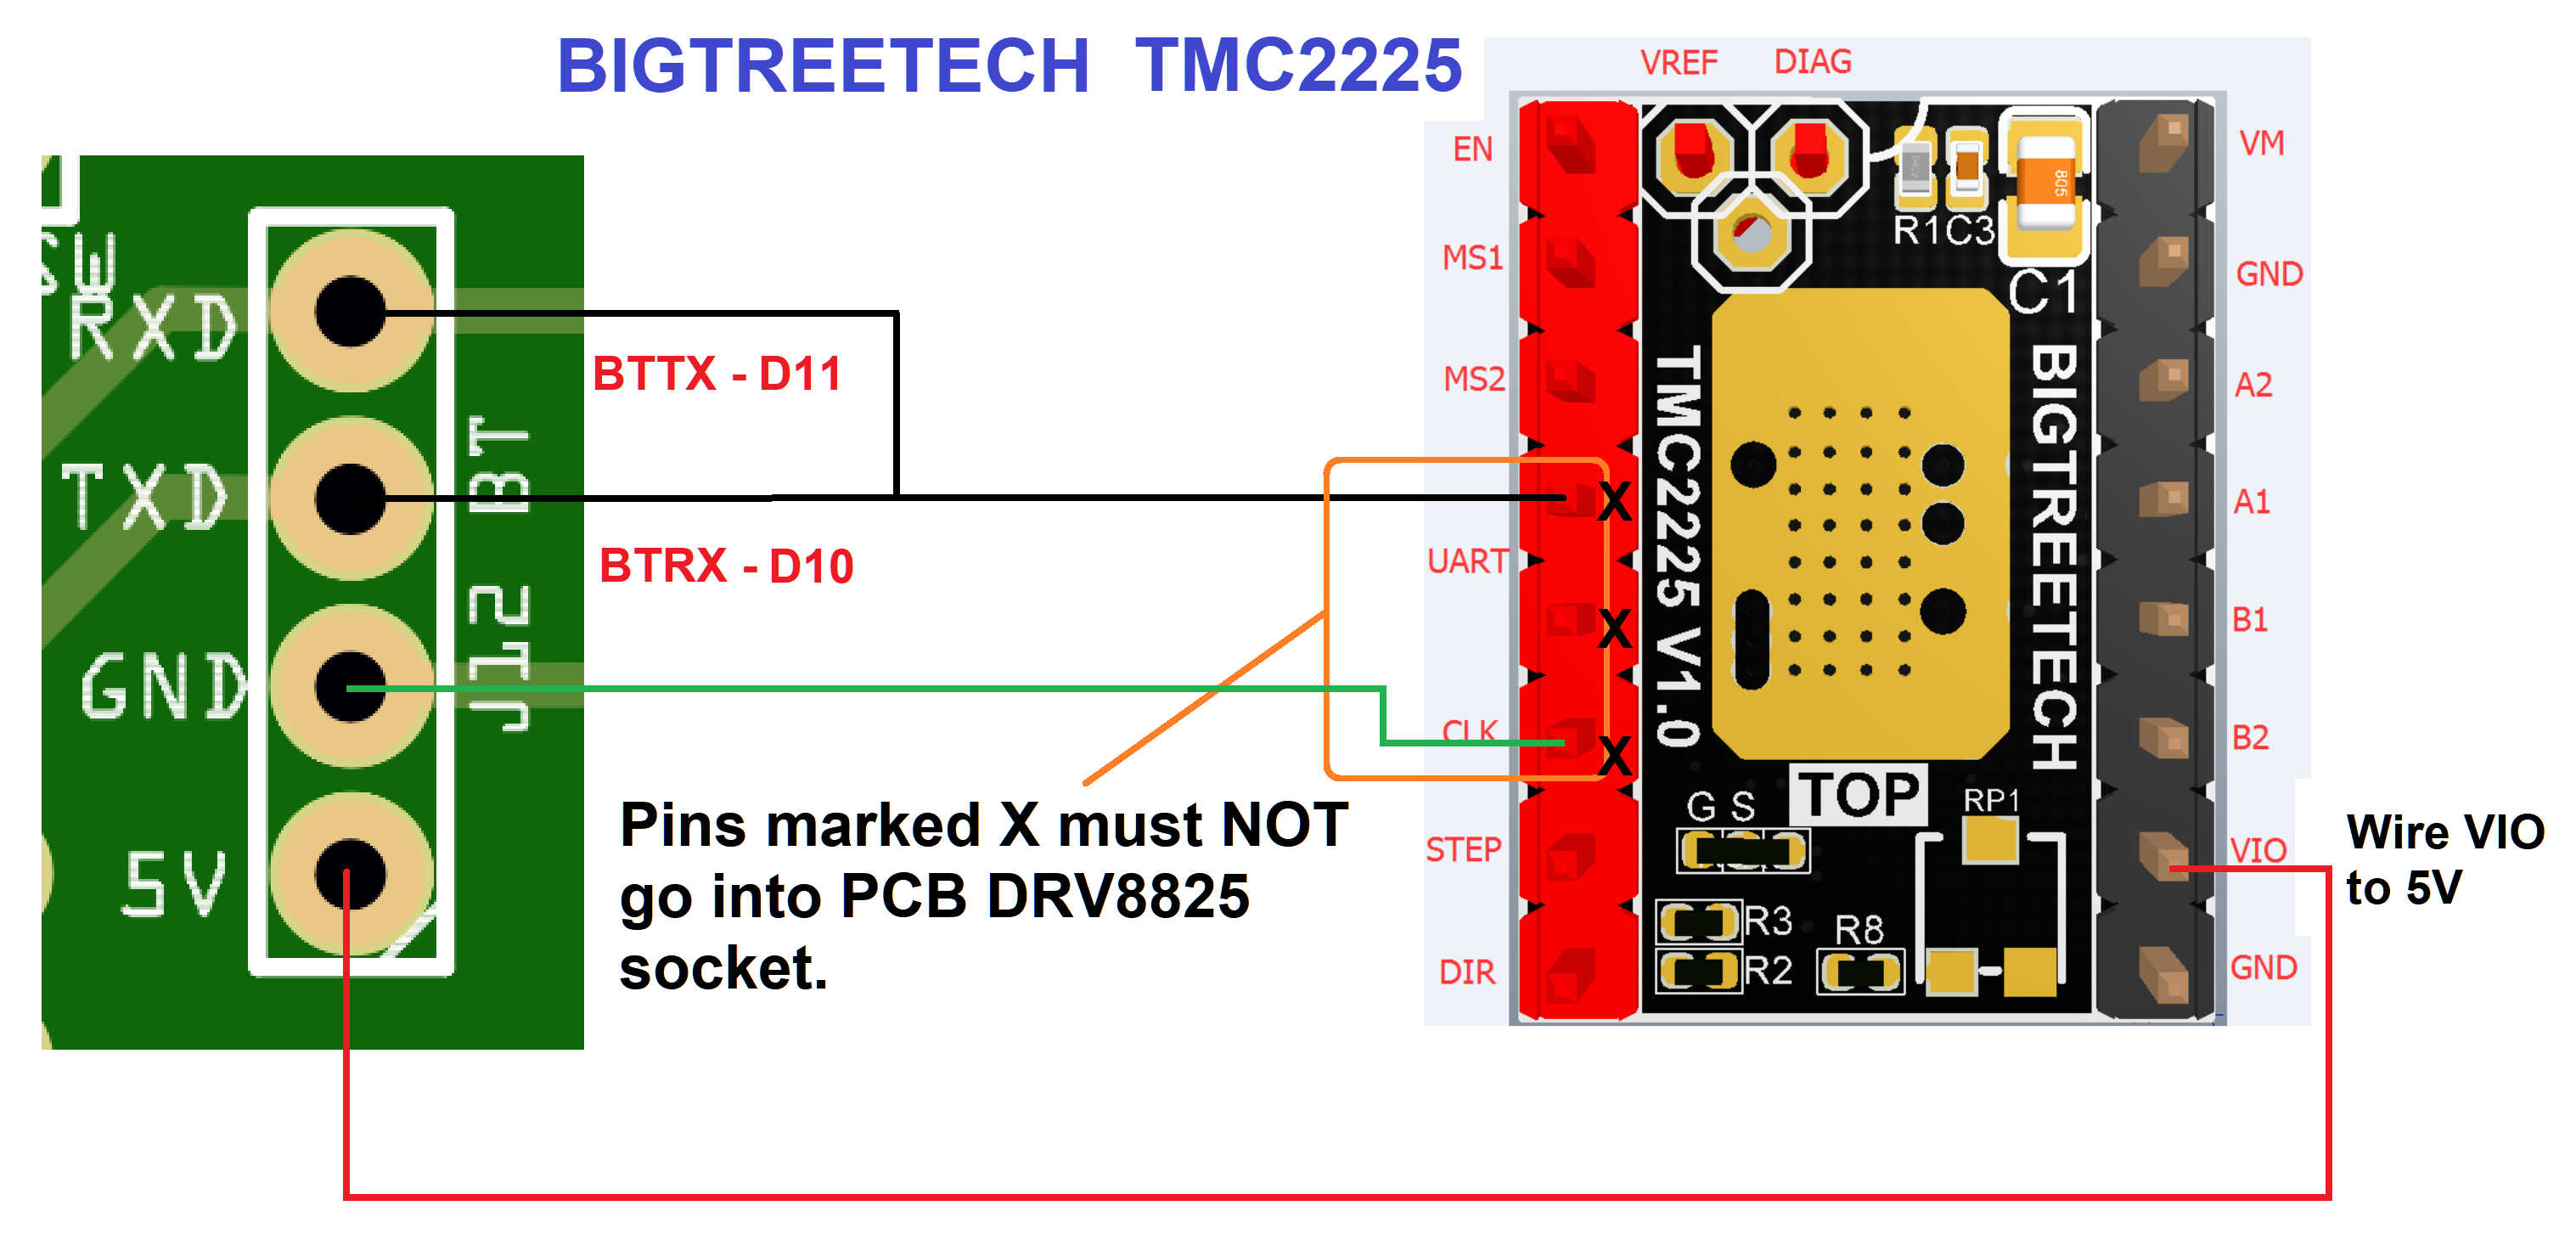 BIGTREETECH TMC2225
VREF DIAG
EN
MS1
MS2
UART
CLK
STEP
DIR
VM
GND
A2
A1
B1
B2
VIO
GND
R1 C3
805
C1
TMC2225 V1.0
BIGTREETECH
TOP
G S
RP1
R3
R2
R8
SW
RXD
TXD
GND
5V
J12 BT
BTTX - D11
BTRX - D10
X
X
X
Pins marked X must NOT
go into PCB DRV8825
socket.
Wire VIO
to 5V